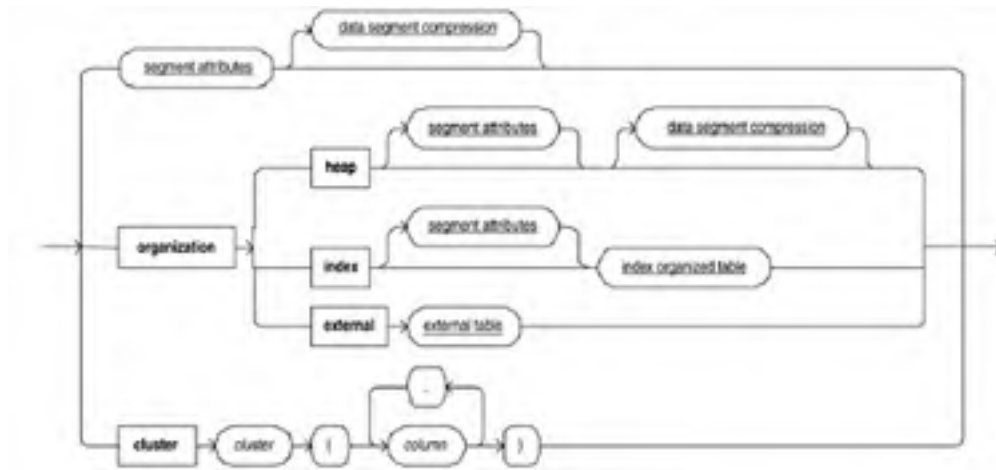 data segment compression
segment attributes
segment attributes
data segment compression
heap
segment attributes
organization
index
index organized table
external
external table
cluster
cluster
(
column
)